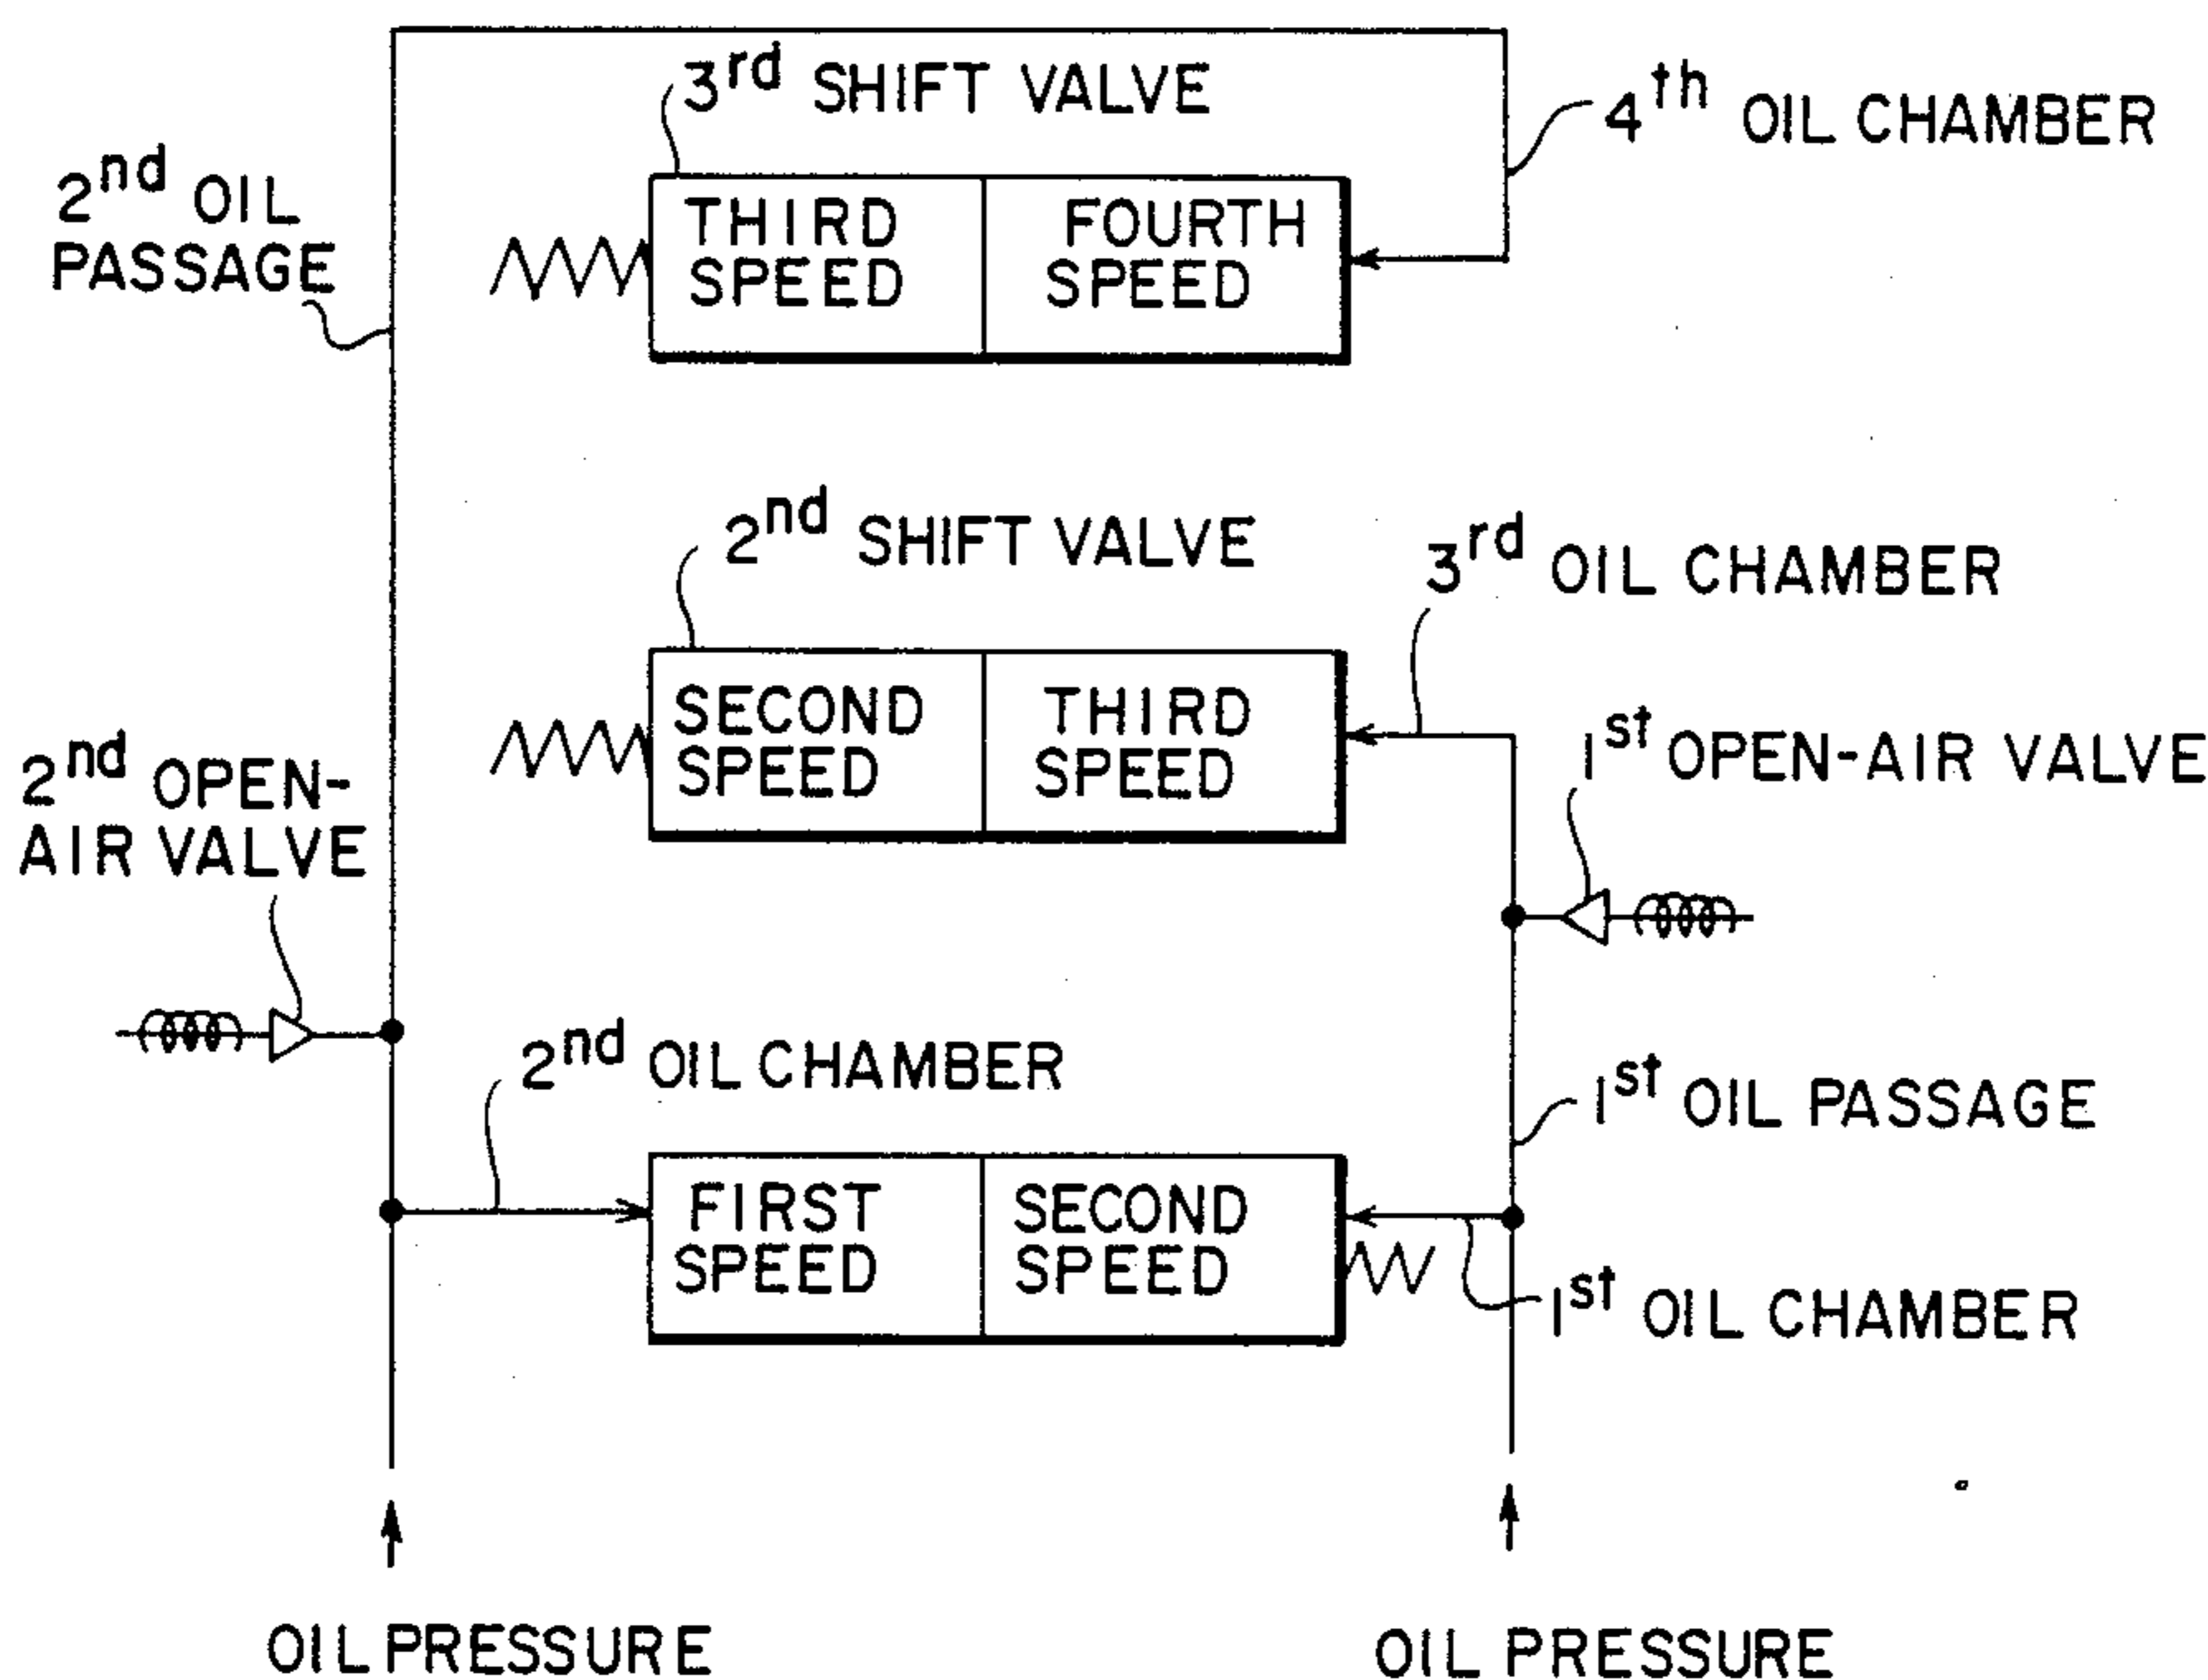 3rd SHIFT VALVE
4th OIL CHAMBER
2nd OIL
PASSAGE
THIRD
SPEED
FOURTH
SPEED
2nd SHIFT VALVE
3rd OIL CHAMBER
SECOND
SPEED
THIRD
SPEED
1st OPEN-AIR VALVE
2nd OPEN-
AIR VALVE
2nd OIL CHAMBER
1st OIL PASSAGE
FIRST
SPEED
SECOND
SPEED
1st OIL CHAMBER
OIL PRESSURE
OIL PRESSURE